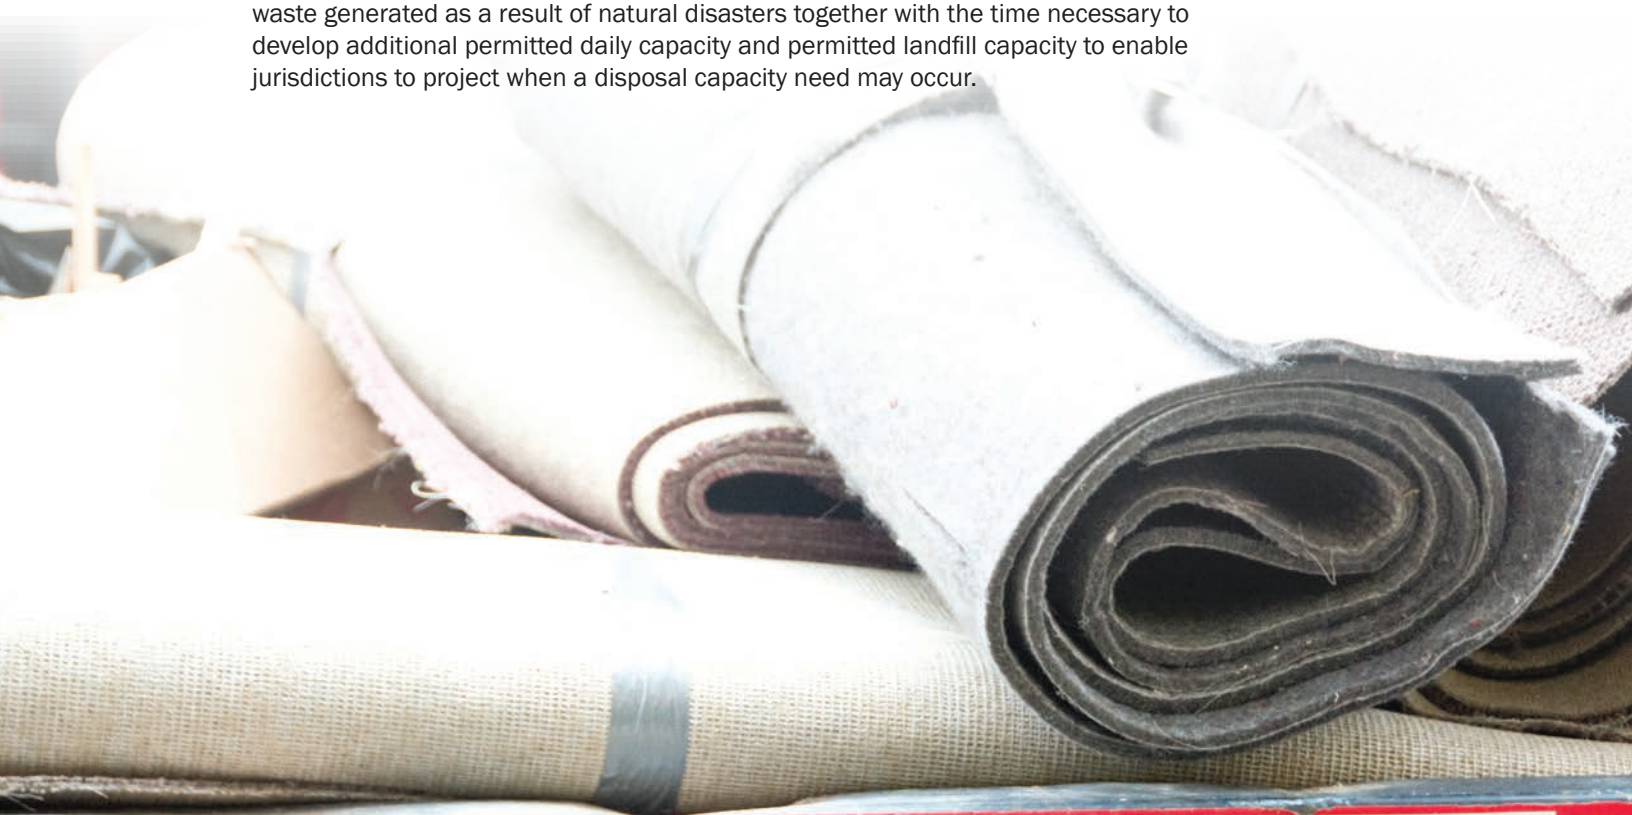 waste generated as a result of natural disasters together with the time necessary to
develop additional permitted daily capacity and permitted landfill capacity to enable
jurisdictions to project when a disposal capacity need may occur.